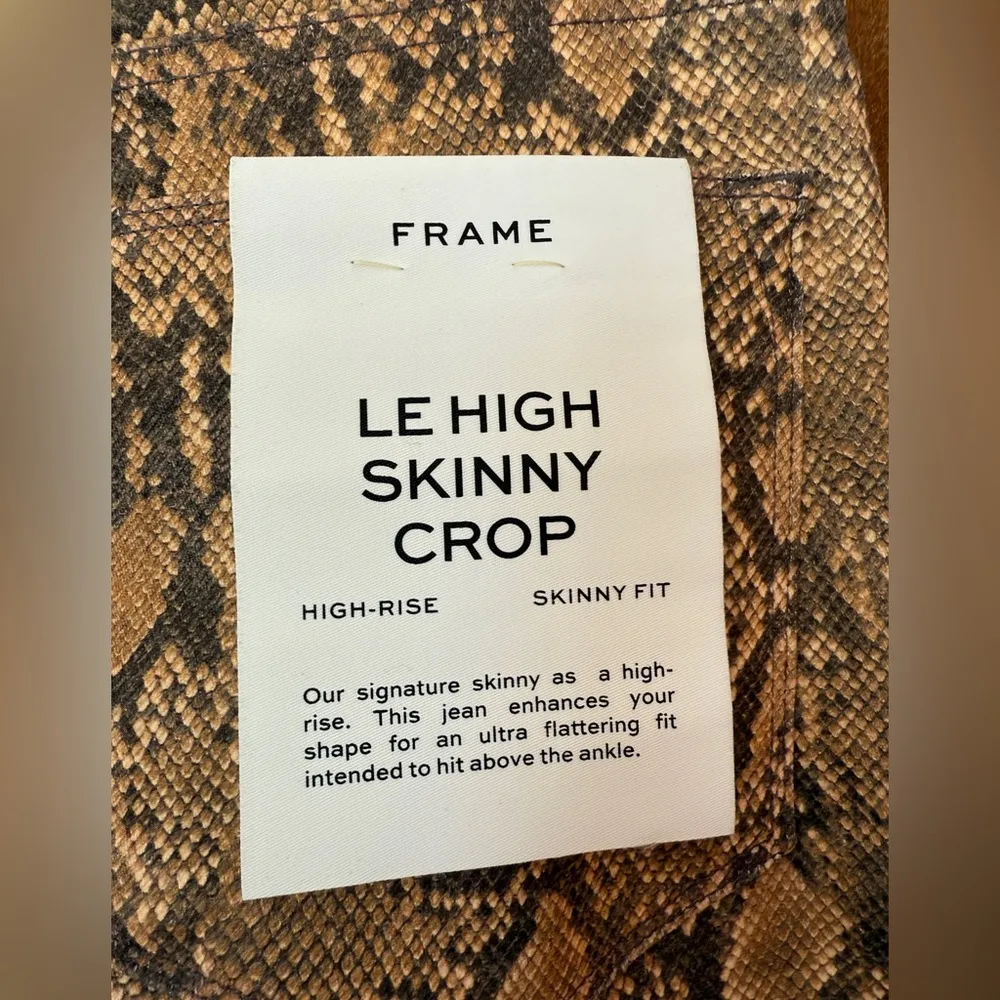 FRAME
LE HIGH
SKINNY
CROP
HIGH-RISE SKINNY FIT
Our signature skinny as a high-
rise. This jean enhances your
shape for an ultra flattering fit
intended to hit above the ankle.